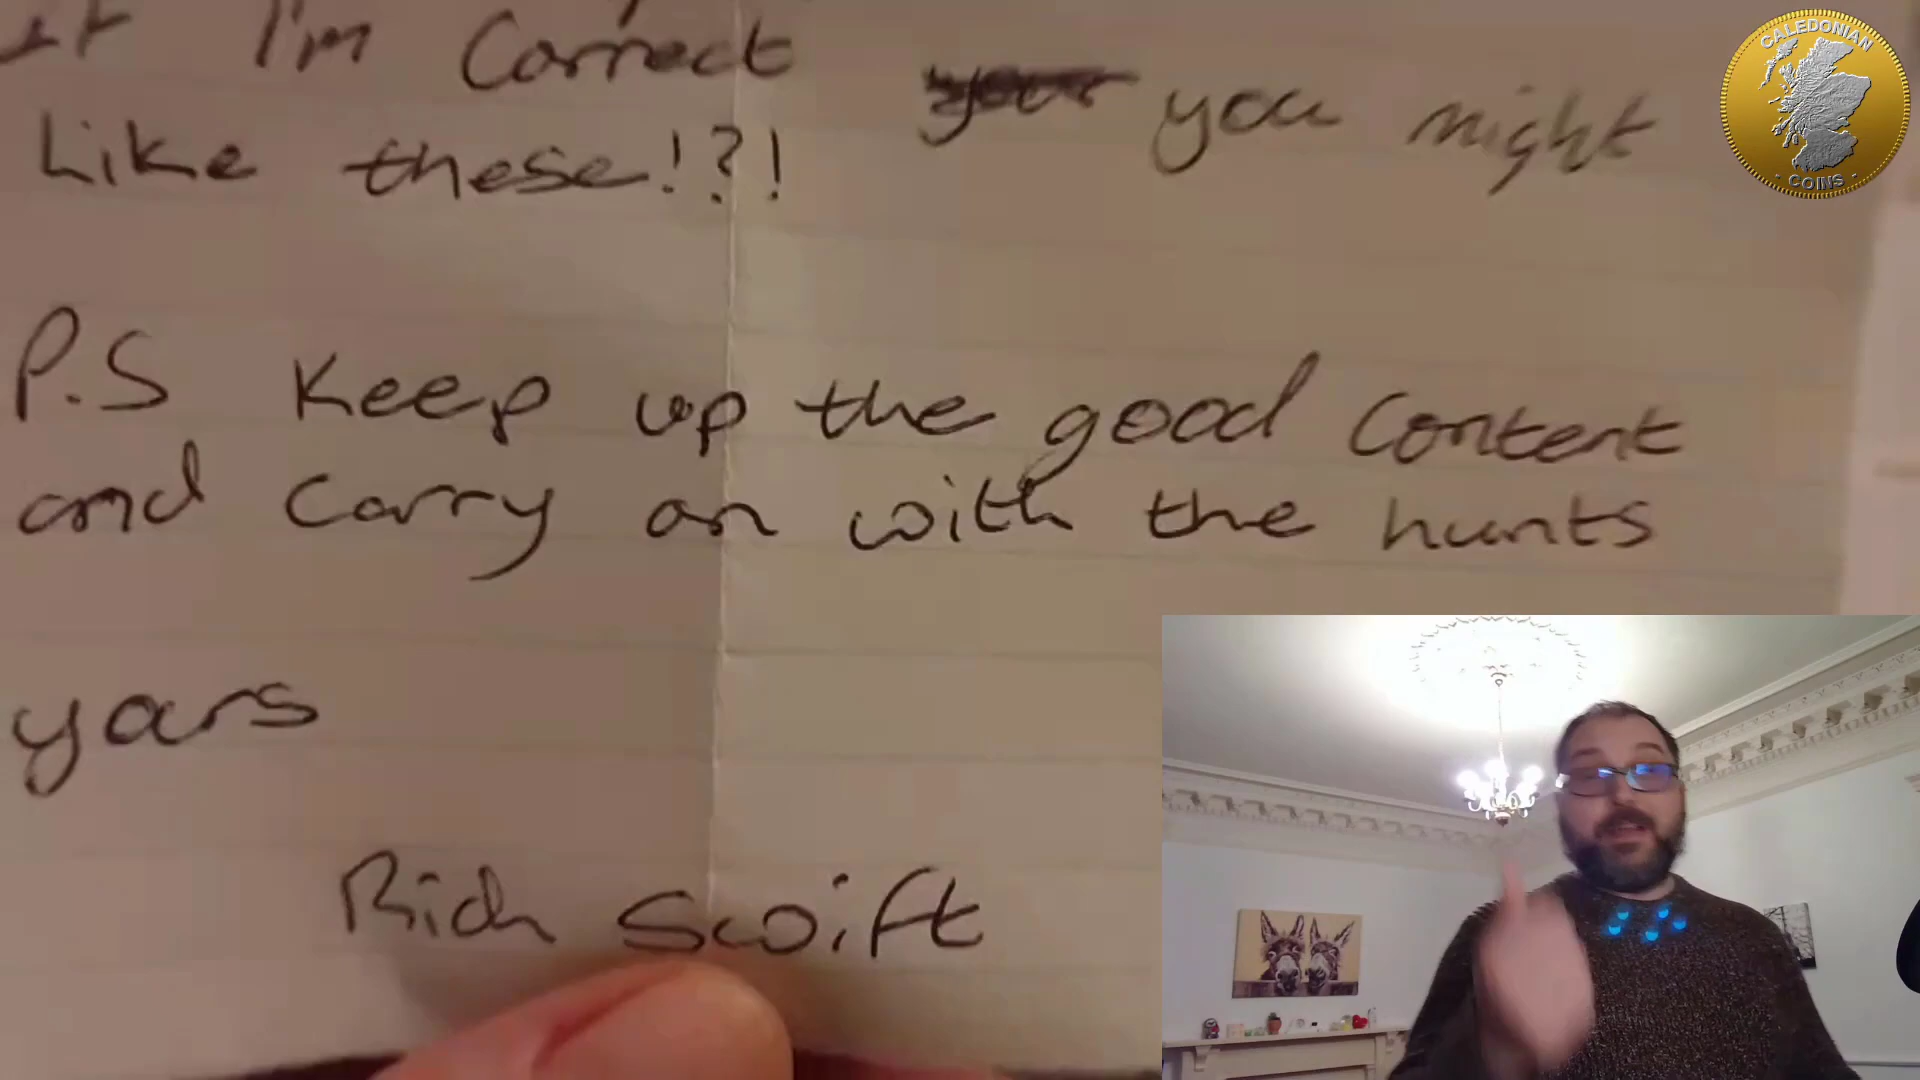 If I'm Correct you might
Like these!?!
P.S Keep up the good Content
and Carry on with the hunts
yours
Rich Swift
CALEDONIAN
· COINS ·